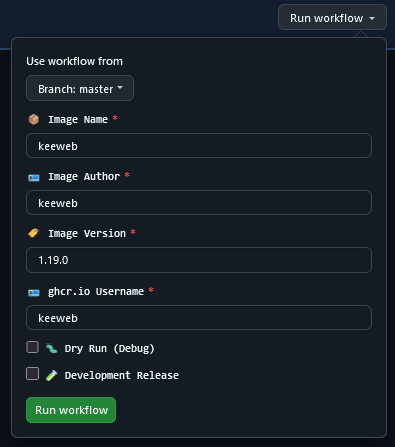 Run workflow
Use workflow from
Branch: master
📦 Image Name *
keeweb
🪪 Image Author *
keeweb
🏷️ Image Version *
1.19.0
🪪 ghcr.io Username *
keeweb
🐛 Dry Run (Debug)
🧪 Development Release
Run workflow